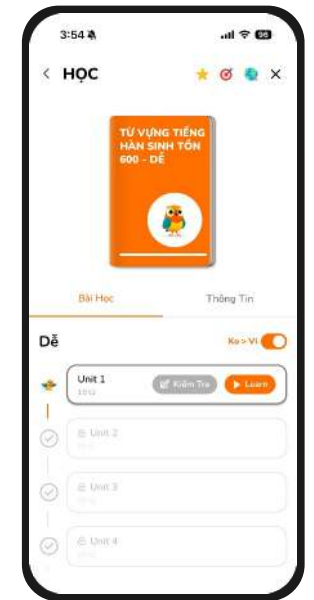 3:54 98
HỌC
TỪ VỰNG TIẾNG
HÀN SINH TỒN
600 - DỄ
Bài Học Thông Tin
Dễ Ko > Vi
Unit 1 Kiểm Tra Learn
Unit 2
Unit 3
Unit 4